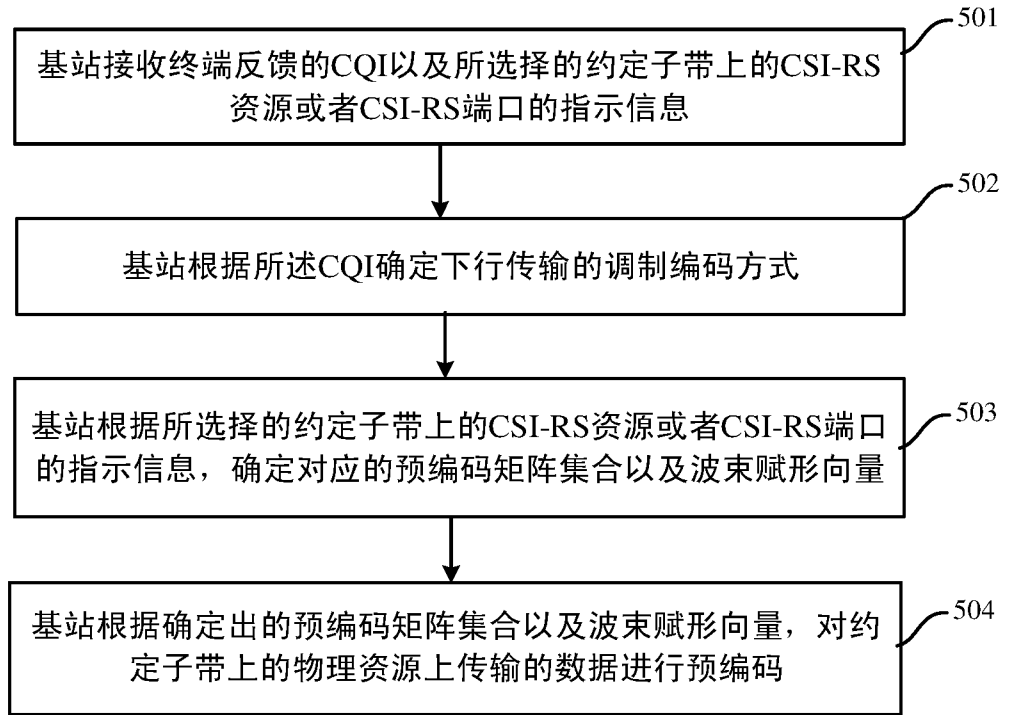 501
基站接收终端反馈的CQI以及所选择的约定子带上的CSI-RS
资源或者CSI-RS端口的指示信息
502
基站根据所述CQI确定下行传输的调制编码方式
503
基站根据所选择的约定子带上的CSI-RS资源或者CSI-RS端口
的指示信息，确定对应的预编码矩阵集合以及波束赋形向量
504
基站根据确定出的预编码矩阵集合以及波束赋形向量，对约
定子带上的物理资源上传输的数据进行预编码